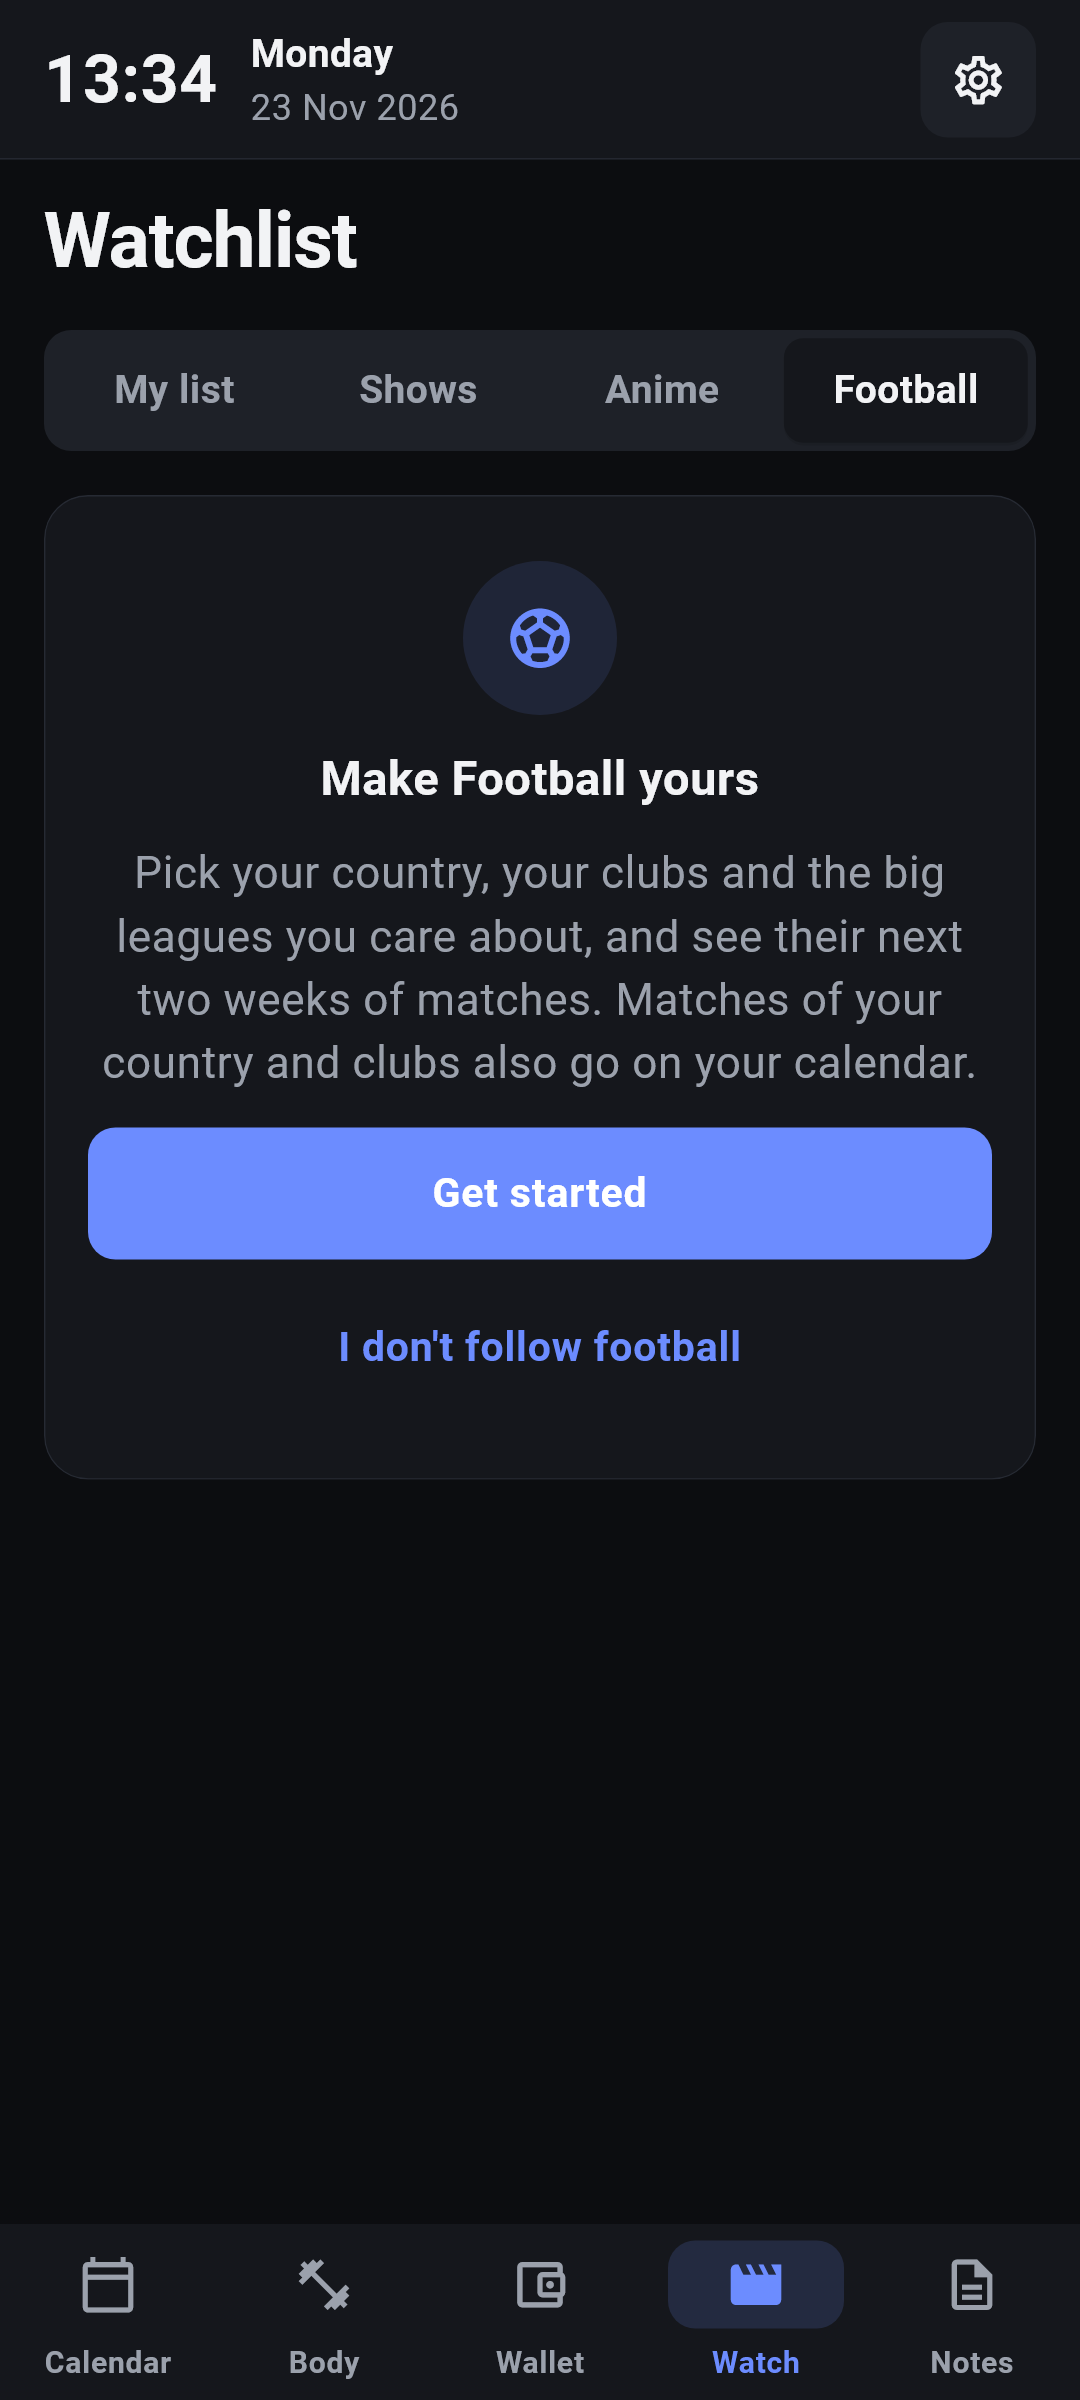 13:34
Monday
23 Nov 2026
Watchlist
My list
Shows
Anime
Football
Make Football yours
Pick your country, your clubs and the big
leagues you care about, and see their next
two weeks of matches. Matches of your
country and clubs also go on your calendar.
Get started
I don't follow football
Calendar
Body
Wallet
Watch
Notes